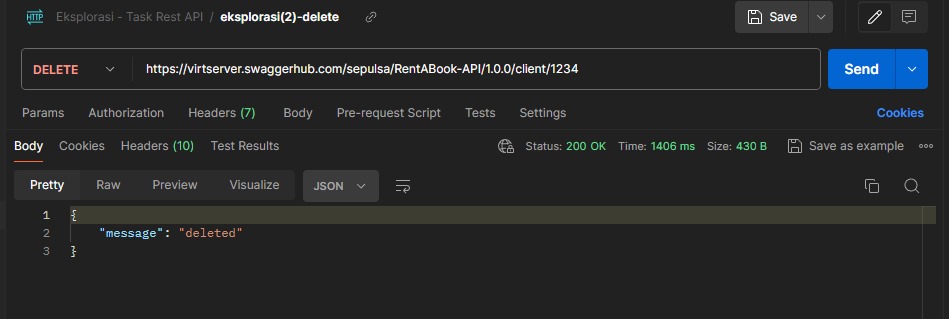 HTTP Eksplorasi - Task Rest API / eksplorasi(2)-delete Save
DELETE https://virtserver.swaggerhub.com/sepulsa/RentABook-API/1.0.0/client/1234 Send
Params Authorization Headers (7) Body Pre-request Script Tests Settings Cookies
Body Cookies Headers (10) Test Results Status: 200 OK Time: 1406 ms Size: 430 B Save as example
Pretty Raw Preview Visualize JSON
1 {
2 "message": "deleted"
3 }